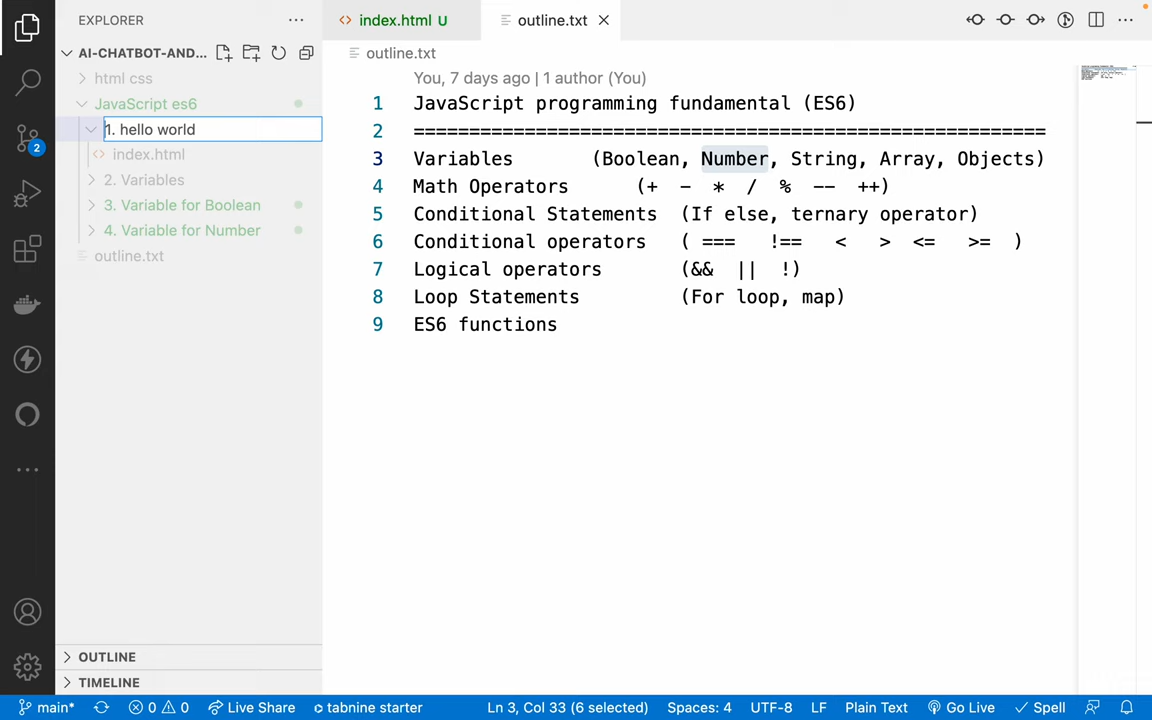 EXPLORER
AI-CHATBOT-AND...
html css
JavaScript es6
1. hello world
index.html
2. Variables
3. Variable for Boolean
4. Variable for Number
outline.txt
OUTLINE
TIMELINE
2
index.html U
outline.txt
outline.txt
You, 7 days ago | 1 author (You)
1 JavaScript programming fundamental (ES6)
2 =========================================================
3 Variables (Boolean, Number, String, Array, Objects)
4 Math Operators (+ - * / % -- ++)
5 Conditional Statements (If else, ternary operator)
6 Conditional operators ( === !== < > <= >= )
7 Logical operators (&& || !)
8 Loop Statements (For loop, map)
9 ES6 functions
main* 0 0 Live Share tabnine starter Ln 3, Col 33 (6 selected) Spaces: 4 UTF-8 LF Plain Text Go Live Spell